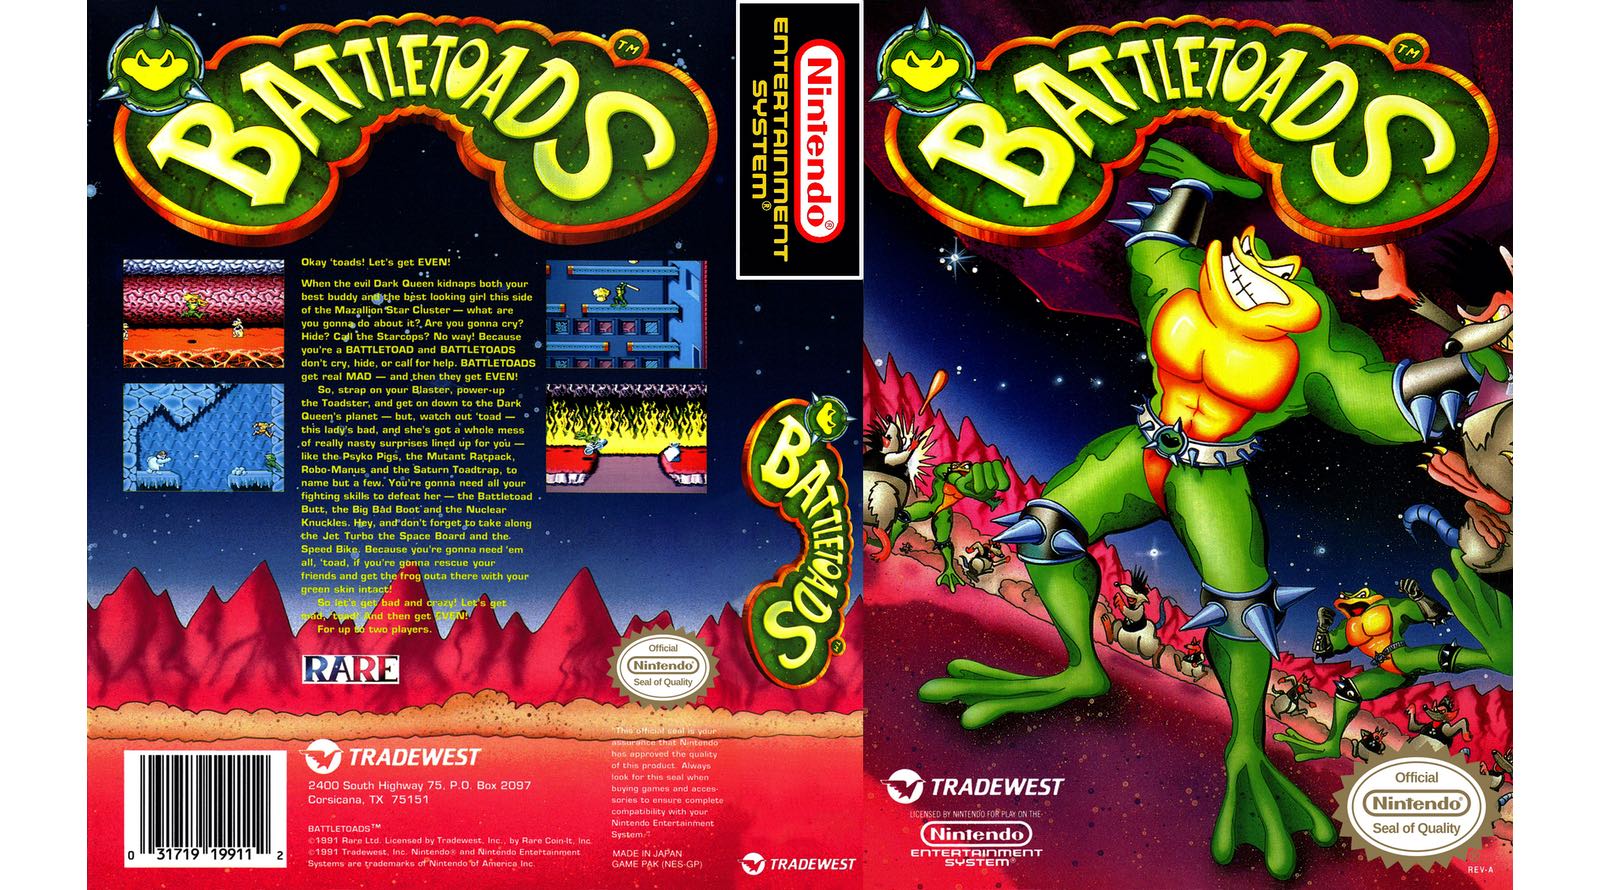 BATTLETOADS™
Okay 'toads! Let's get EVEN!
When the evil Dark Queen kidnaps both your
best buddy and the best looking girl this side
of the Mazallion Star Cluster — what are
you gonna do about it? Are you gonna cry?
Hide? Call the Starcops? No way! Because
you're a BATTLETOAD and BATTLETOADS
don't cry, hide, or call for help. BATTLETOADS
get real MAD — and then they get EVEN!
So, strap on your Blaster, power-up
the Toadster, and get on down to the Dark
Queen's planet — but, watch out 'toad —
this lady's bad, and she's got a whole mess
of really nasty surprises lined up for you —
like the Psyko Pigs, the Mutant Ratpack,
Robo-Manus and the Saturn Toadtrap, to
name but a few. You're gonna need all your
fighting skills to defeat her — the Battletoad
Butt, the Big Bad Boot and the Nuclear
Knuckles. Hey, and don't forget to take along
the Jet Turbo the Space Board and the
Speed Bike. Because you're gonna need 'em
all, 'toad, if you're gonna rescue your
friends and get the frog outa there with your
green skin intact!
So let's get bad and crazy! Let's get
mad, 'toad! And then get EVEN!
For up to two players.
RARE
Official
Nintendo®
Seal of Quality
"This official seal is your
assurance that Nintendo
has approved the quality
of this product. Always
look for this seal when
buying games and acces-
sories to ensure complete
compatibility with your
Nintendo Entertainment
System."
MADE IN JAPAN
GAME PAK (NES-GP)
TRADEWEST
2400 South Highway 75, P.O. Box 2097
Corsicana, TX 75151
BATTLETOADS™
©1991 Rare Ltd. Licensed by Tradewest, Inc., by Rare Coin-It, Inc.
©1991 Tradewest, Inc. Nintendo® and Nintendo Entertainment
Systems are trademarks of Nintendo of America Inc.
0 31719 19911 2
Nintendo®
ENTERTAINMENT
SYSTEM®
BATTLETOADS™
TRADEWEST
BATTLETOADS™
TRADEWEST
LICENSED BY NINTENDO FOR PLAY ON THE
Nintendo
ENTERTAINMENT
SYSTEM®
Official
Nintendo®
Seal of Quality
REV-A